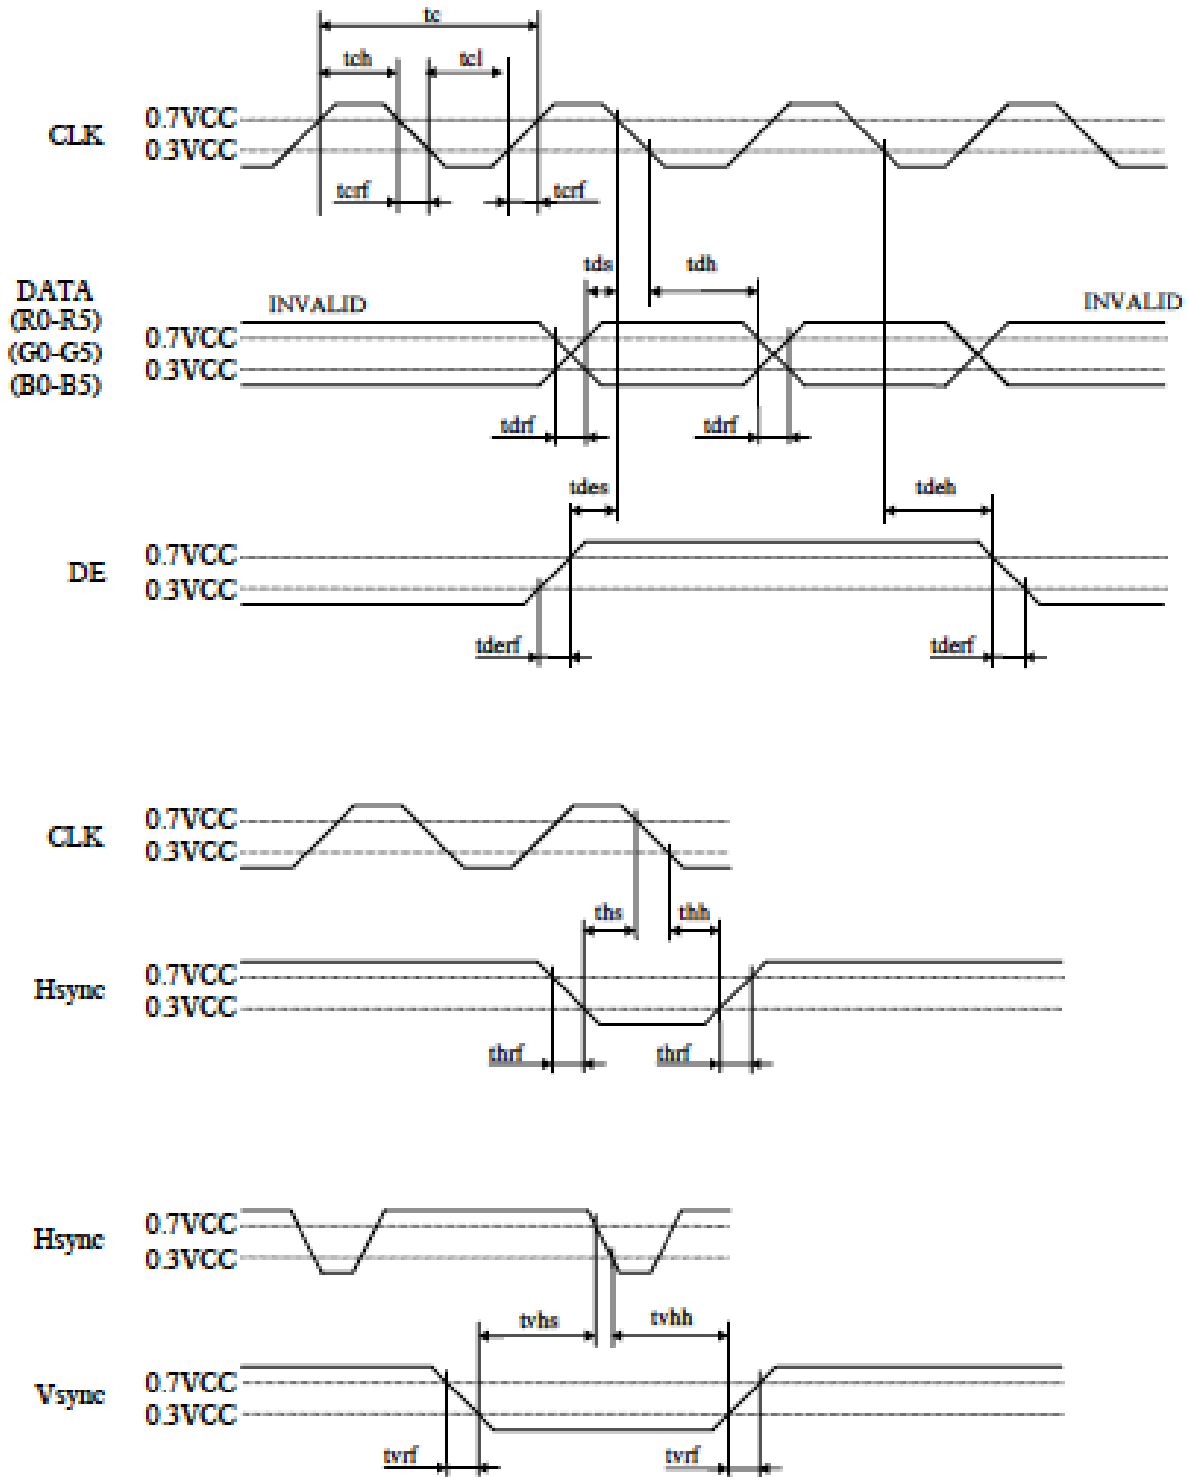 tc
tch tcl
CLK 0.7VCC
0.3VCC
tcrf tcrf
tds tdh
DATA
(R0-R5) INVALID INVALID
0.7VCC
(G0-G5)
0.3VCC
(B0-B5)
tdrf tdrf
tdes tdeh
DE 0.7VCC
0.3VCC
tderf tderf
CLK 0.7VCC
0.3VCC
ths thh
Hsync 0.7VCC
0.3VCC
thrf thrf
Hsync 0.7VCC
0.3VCC
tvhs tvhh
Vsync 0.7VCC
0.3VCC
tvrf tvrf